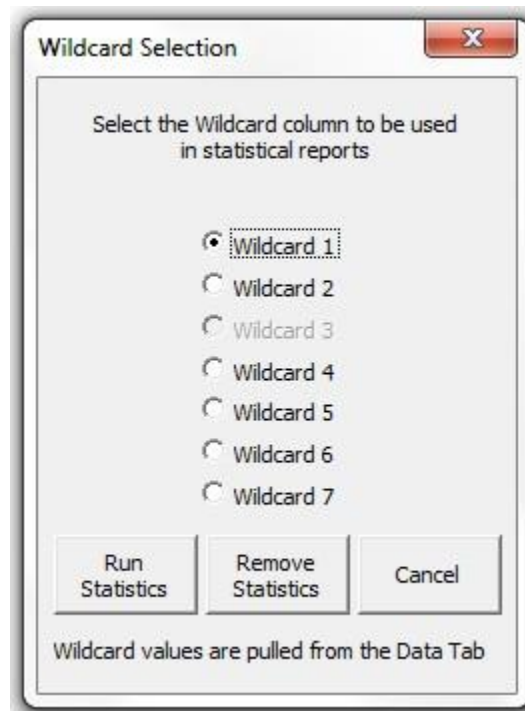 Wildcard Selection
Select the Wildcard column to be used
in statistical reports
Wildcard 1
Wildcard 2
Wildcard 3
Wildcard 4
Wildcard 5
Wildcard 6
Wildcard 7
Run
Statistics
Remove
Statistics
Cancel
Wildcard values are pulled from the Data Tab